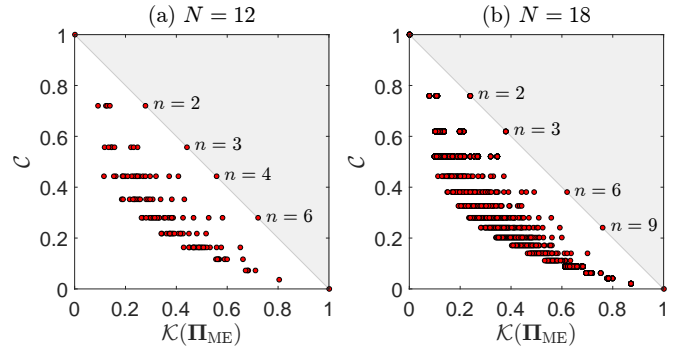 (a) N = 12
1
0.8
0.6
0.4
0.2
0
C
n = 2
n = 3
n = 4
n = 6
0 0.2 0.4 0.6 0.8 1
K(Π_ME)
(b) N = 18
1
0.8
0.6
0.4
0.2
0
C
n = 2
n = 3
n = 6
n = 9
0 0.2 0.4 0.6 0.8 1
K(Π_ME)